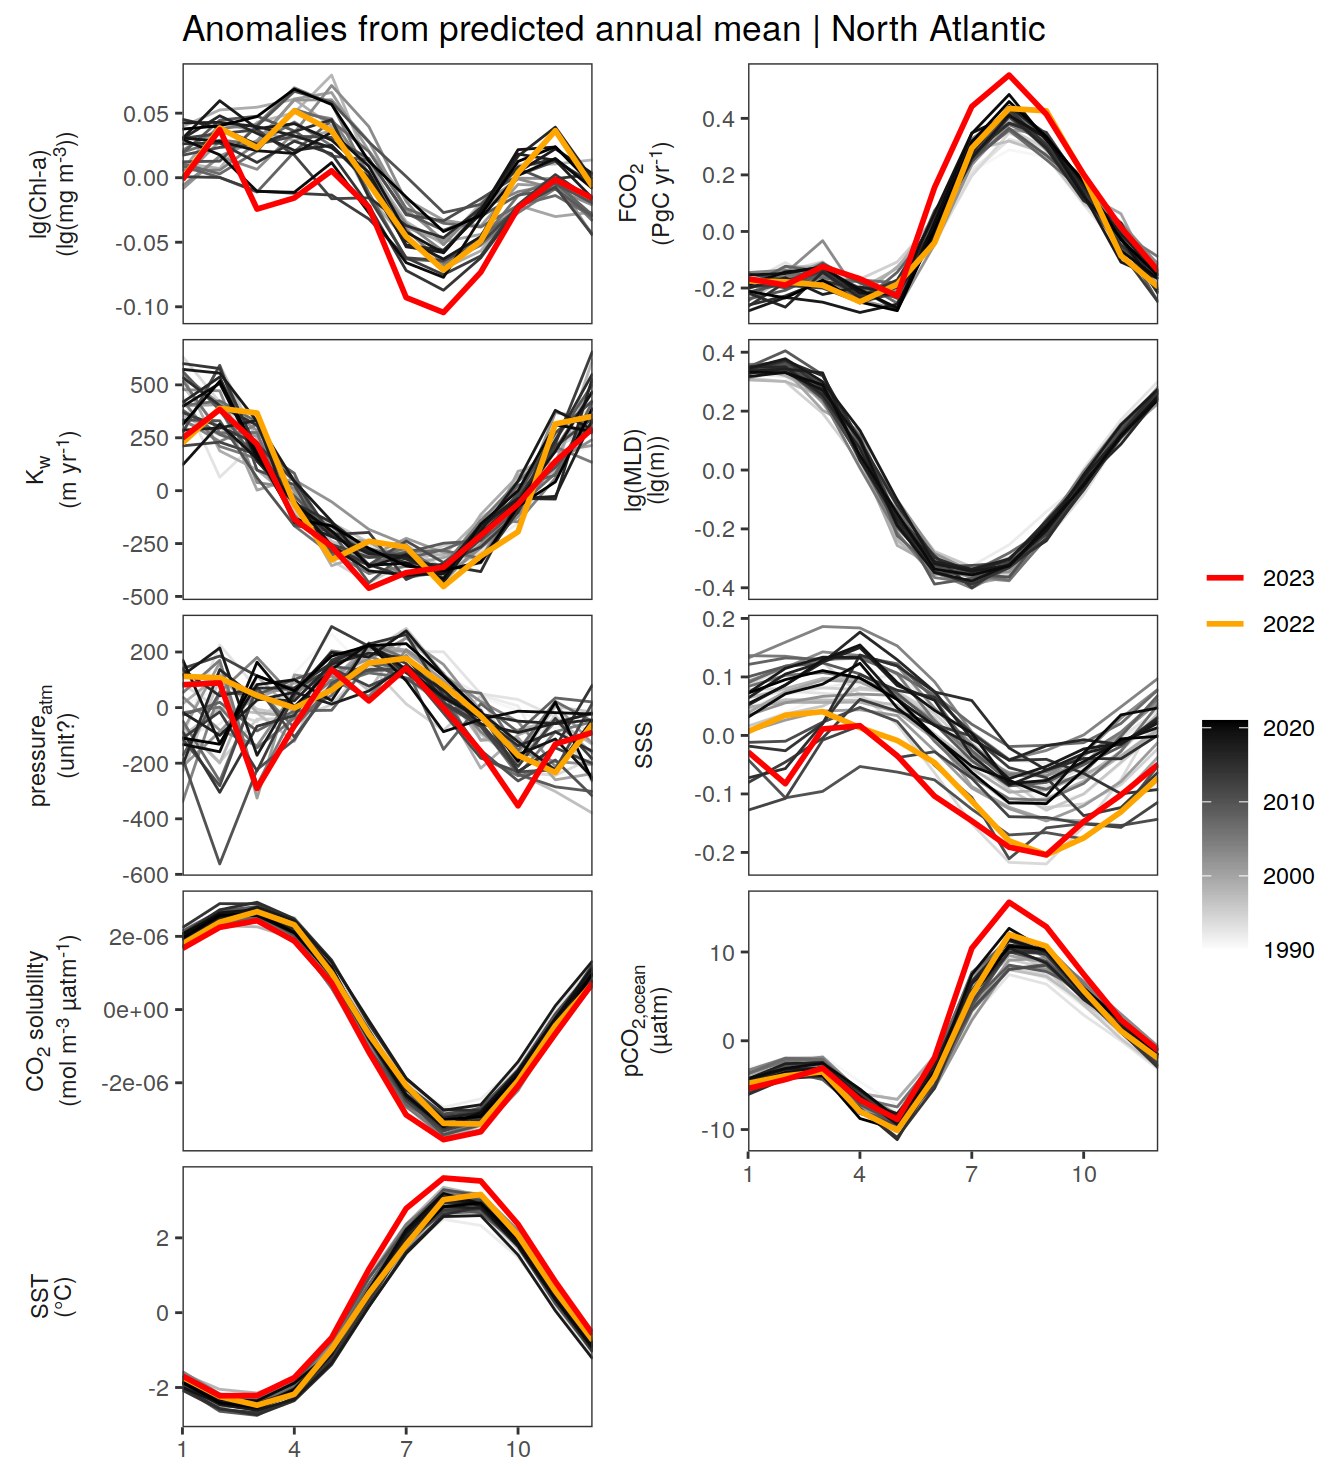 Anomalies from predicted annual mean | North Atlantic
lg(Chl-a)
(lg(mg m⁻³))
0.05
0.00
-0.05
-0.10
FCO₂
(PgC yr⁻¹)
0.4
0.2
0.0
-0.2
K_w
(m yr⁻¹)
500
250
0
-250
-500
lg(MLD)
(lg(m))
0.4
0.2
0.0
-0.2
-0.4
pressure_atm
(unit?)
200
0
-200
-400
-600
SSS
0.2
0.1
0.0
-0.1
-0.2
CO₂ solubility
(mol m⁻³ µatm⁻¹)
2e-06
0e+00
-2e-06
pCO₂,ocean
(µatm)
10
0
-10
1 4 7 10
SST
(°C)
2
0
-2
1 4 7 10
2023
2022
2020
2010
2000
1990